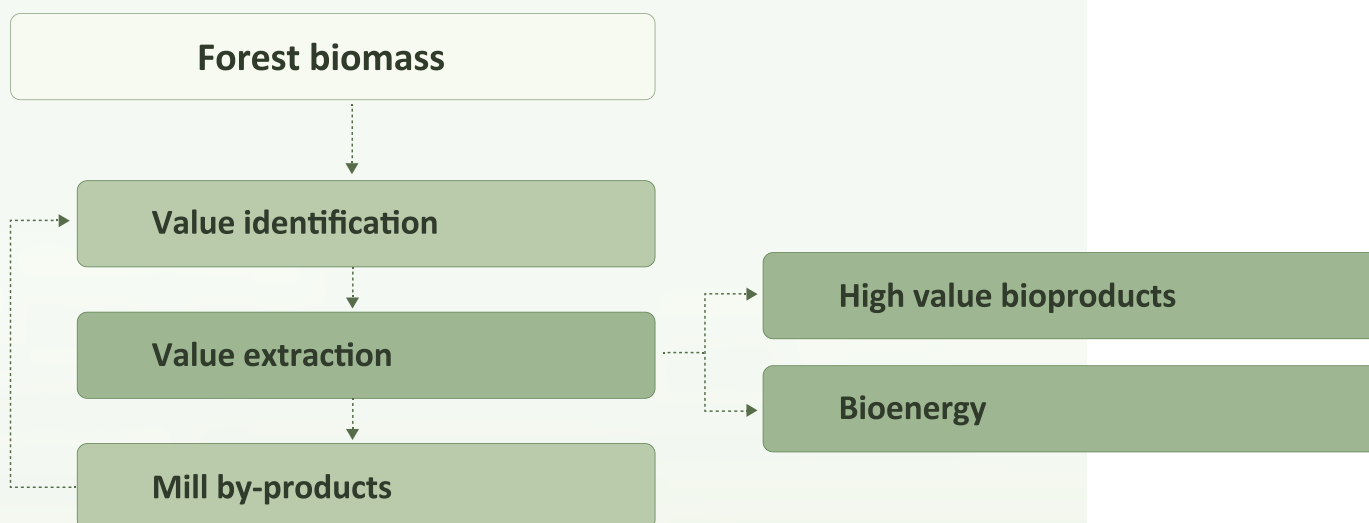 Forest biomass
Value identification
Value extraction
Mill by-products
High value bioproducts
Bioenergy